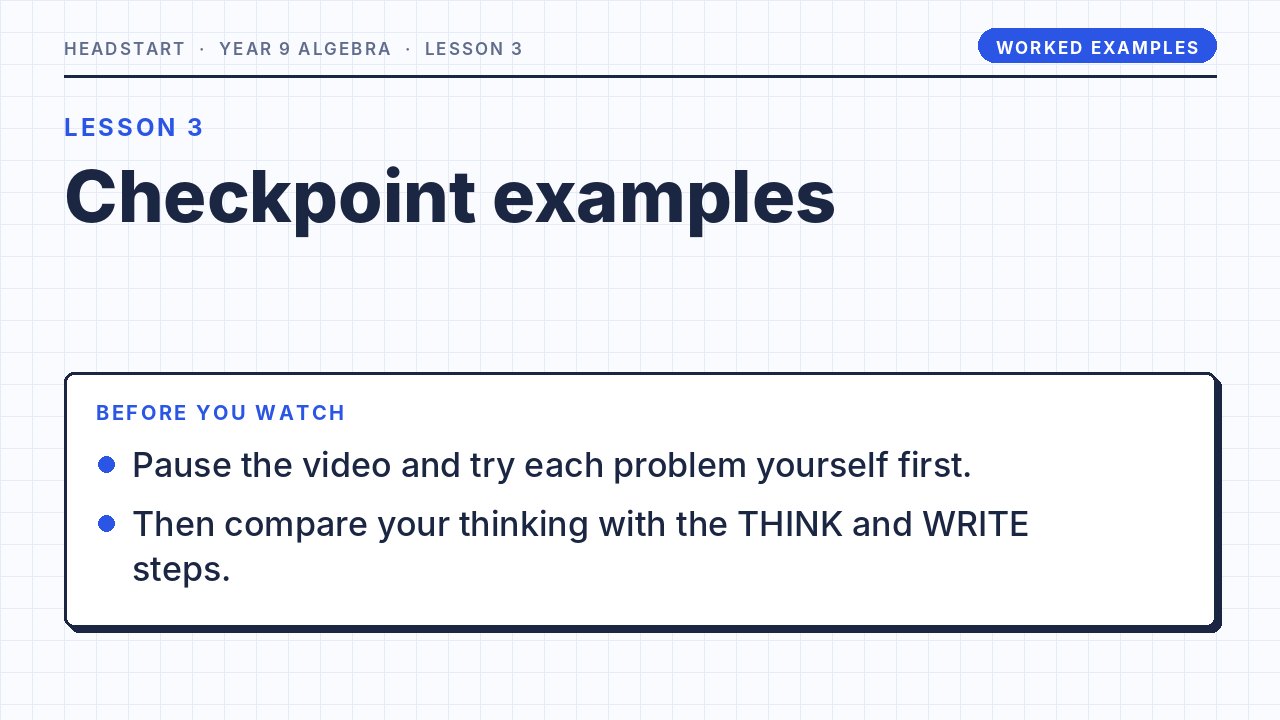 HEADSTART · YEAR 9 ALGEBRA · LESSON 3
WORKED EXAMPLES
LESSON 3
Checkpoint examples
BEFORE YOU WATCH
Pause the video and try each problem yourself first.
Then compare your thinking with the THINK and WRITE
steps.